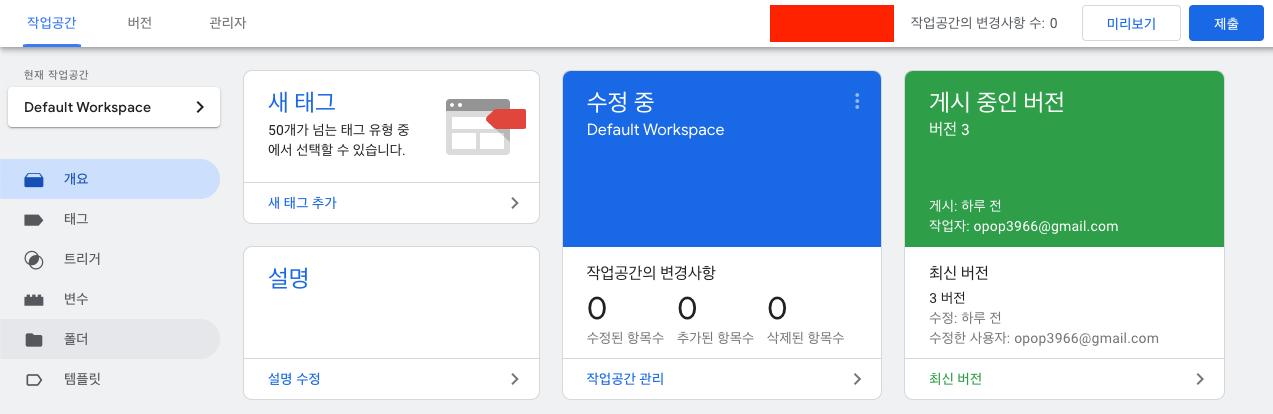 작업공간
버전
관리자
작업공간의 변경사항 수: 0
미리보기
제출
현재 작업공간
Default Workspace
개요
태그
트리거
변수
폴더
템플릿
새 태그
50개가 넘는 태그 유형 중
에서 선택할 수 있습니다.
새 태그 추가
설명
설명 수정
수정 중
Default Workspace
작업공간의 변경사항
0 0 0
수정된 항목수 추가된 항목수 삭제된 항목수
작업공간 관리
게시 중인 버전
버전 3
게시: 하루 전
작업자: opop3966@gmail.com
최신 버전
3 버전
수정: 하루 전
수정한 사용자: opop3966@gmail.com
최신 버전